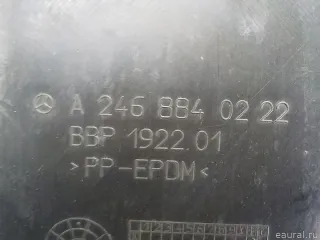 A 246 884 02 22
BBP 1922.01
>PP-EPDM<
eaural.ru